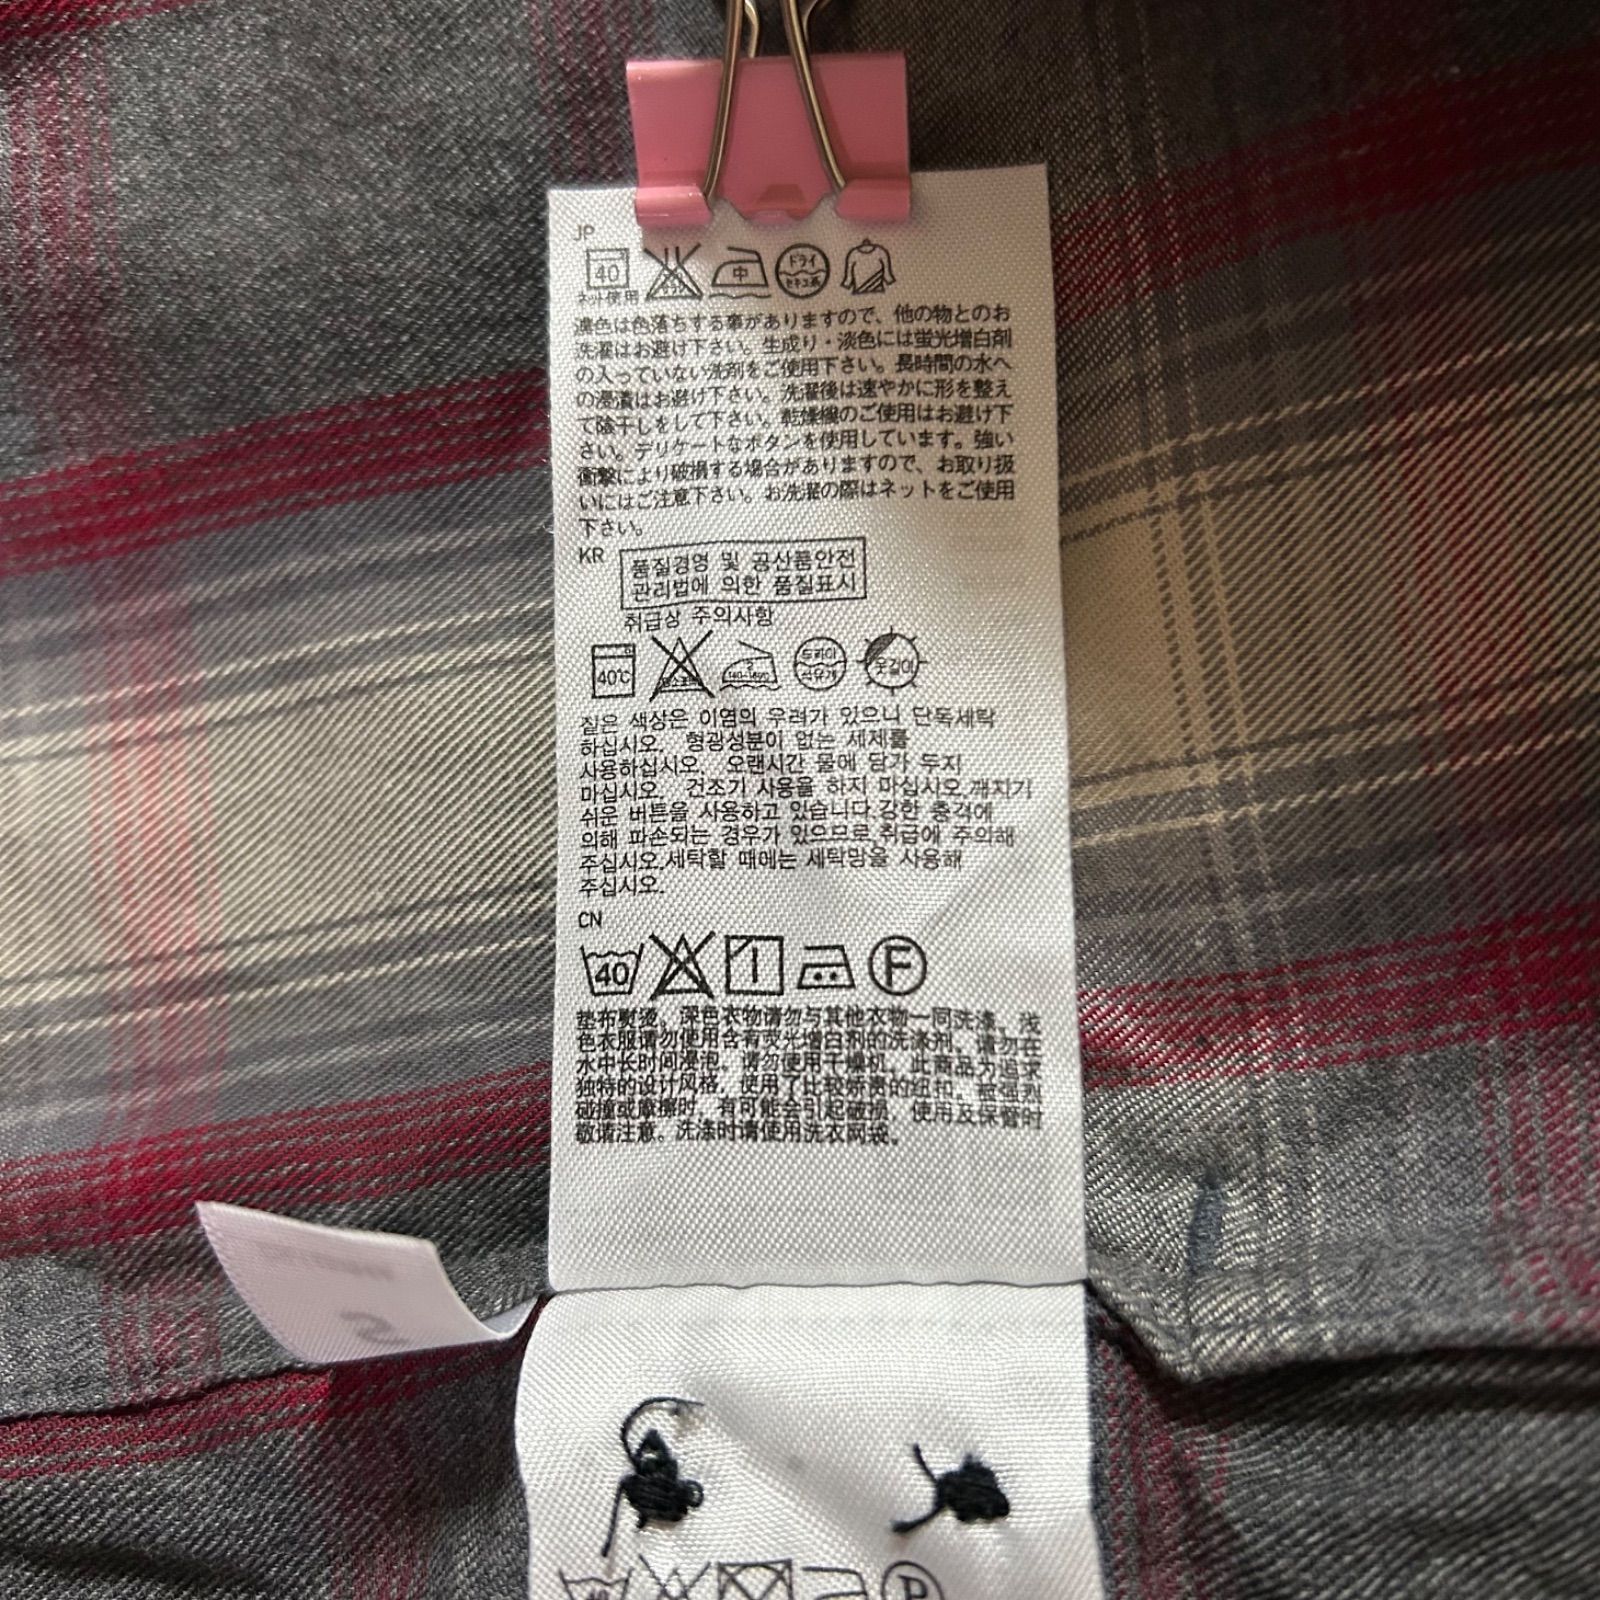 JP
40
ネット使用
中
ドライ
セキユ系
濃色は色落ちする事がありますので、他の物とのお
洗濯はお避け下さい。生成り・淡色には蛍光増白剤
の入っていない洗剤をご使用下さい。長時間の水へ
の浸漬はお避け下さい。洗濯後は速やかに形を整え
て陰干しをして下さい。乾燥機のご使用はお避け下
さい。デリケートなボタンを使用しています。強い
衝撃により破損する場合がありますので、お取り扱
いにはご注意下さい。お洗濯の際はネットをご使用
下さい。
KR
품질경영 및 공산품안전
관리법에 의한 품질표시
취급상 주의사항
40℃
드라이
석유계
옷걸이
짙은 색상은 이염의 우려가 있으니 단독세탁
하십시오. 형광성분이 없는 세제를
사용하십시오. 오랜시간 물에 담가 두지
마십시오. 건조기 사용을 하지 마십시오.깨지기
쉬운 버튼을 사용하고 있습니다.강한 충격에
의해 파손되는 경우가 있으므로,취급에 주의해
주십시오.세탁할 때에는 세탁망을 사용해
주십시오.
CN
40
F
垫布熨烫。深色衣物请勿与其他衣物一同洗涤。浅
色衣服请勿使用含有荧光增白剂的洗涤剂。请勿在
水中长时间浸泡。请勿使用干燥机。此商品为追求
独特的设计风格，使用了比较娇贵的纽扣。被强烈
碰撞或摩擦时，有可能会引起破损，使用及保管时
敬请注意。洗涤时请使用洗衣网袋。
P